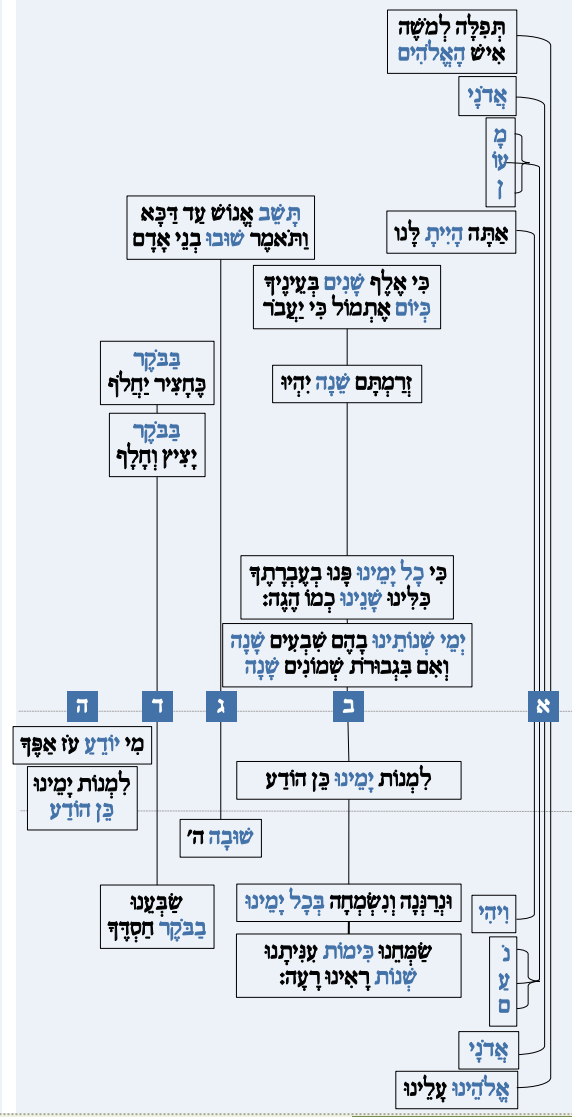 תְּפִלָּה לְמֹשֶׁה
אִישׁ הָאֱלֹהִים
אֲדֹנָי
מָ
עוֹ
ן
אַתָּה הָיִיתָ לָּנוּ
תָּשֵׁב אֱנוֹשׁ עַד דַּכָּא
וַתֹּאמֶר שׁוּבוּ בְנֵי אָדָם
כִּי אֶלֶף שָׁנִים בְּעֵינֶיךָ
כְּיוֹם אֶתְמוֹל כִּי יַעֲבֹר
בַּבֹּקֶר
כֶּחָצִיר יַחֲלֹף
זְרַמְתָּם שֵׁנָה יִהְיוּ
בַּבֹּקֶר
יָצִיץ וְחָלָף
כִּי כָל יָמֵינוּ פָּנוּ בְעֶבְרָתֶךָ
כִּלִּינוּ שָׁנֵינוּ כְמוֹ הֶגֶה:
יְמֵי שְׁנוֹתֵינוּ בָהֶם שִׁבְעִים שָׁנָה
וְאִם בִּגְבוּרֹת שְׁמוֹנִים שָׁנָה
א
ב
ג
ד
ה
מִי יוֹדֵעַ עֹז אַפֶּךָ
לִמְנוֹת יָמֵינוּ
כֵּן הוֹדַע
לִמְנוֹת יָמֵינוּ כֵּן הוֹדַע
שׁוּבָה ה'
וּנְרַנְּנָה וְנִשְׂמְחָה בְּכָל יָמֵינוּ
שַׂבְּעֵנוּ
בַבֹּקֶר חַסְדֶּךָ
וִיהִי
שַׂמְּחֵנוּ כִּימוֹת עִנִּיתָנוּ
שְׁנוֹת רָאִינוּ רָעָה:
נֹ
עַ
ם
אֲדֹנָי
אֱלֹהֵינוּ עָלֵינוּ